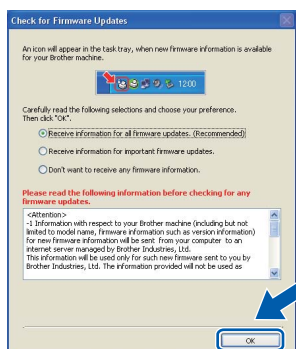 Check for Firmware Updates
An icon will appear in the task tray, when new firmware information is available
for your Brother machine.
12:00
Carefully read the following selections and choose your preference.
Then click "OK".
Receive information for all firmware updates. (Recommended)
Receive information for important firmware updates.
Don't want to receive any firmware information.
Please read the following information before checking for any
firmware updates.
<Attention>
-1 Information with respect to your Brother machine (including but not
limited to model name, firmware information such as version information)
for new firmware information will be sent from your computer to an
internet server managed by Brother Industries, Ltd.
This information will be used only for such new firmware sent to you by
Brother Industries, Ltd. The information provided will not be used as
OK